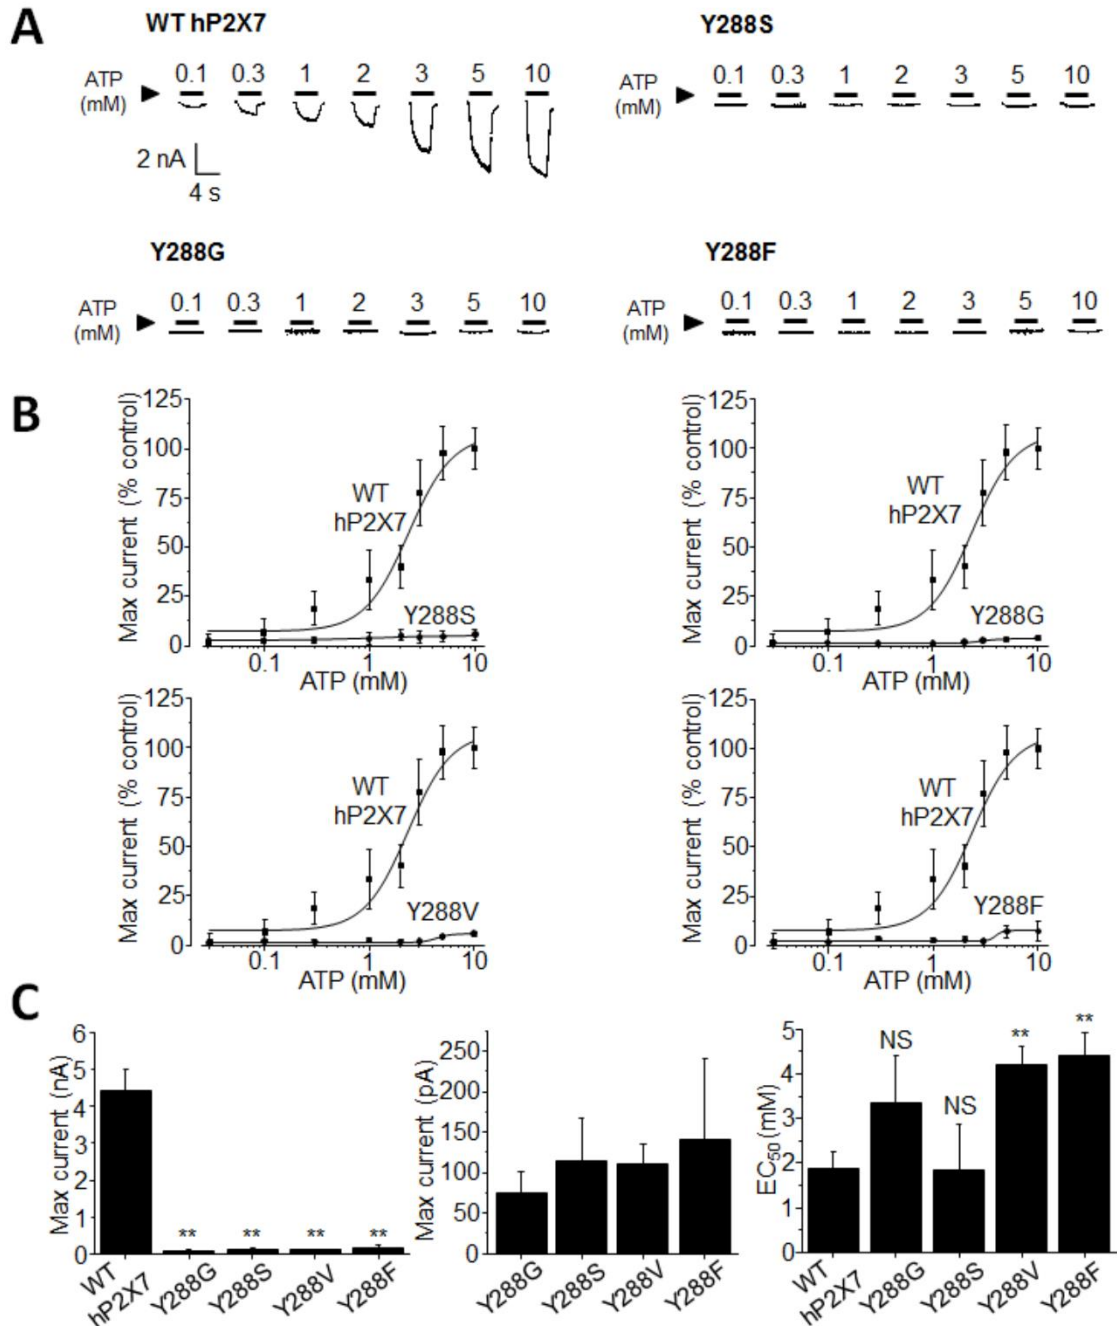 A
WT hP2X7
ATP
(mM)
0.1 0.3 1 2 3 5 10
2 nA
4 s
Y288S
ATP
(mM)
0.1 0.3 1 2 3 5 10
Y288G
ATP
(mM)
0.1 0.3 1 2 3 5 10
Y288F
ATP
(mM)
0.1 0.3 1 2 3 5 10
B
Max current (% control)
125
100
75
50
25
0
WT
hP2X7
Y288S
0.1 1 10
ATP (mM)
Max current (% control)
125
100
75
50
25
0
WT
hP2X7
Y288G
0.1 1 10
ATP (mM)
Max current (% control)
125
100
75
50
25
0
WT
hP2X7
Y288V
0.1 1 10
ATP (mM)
Max current (% control)
125
100
75
50
25
0
WT
hP2X7
Y288F
0.1 1 10
ATP (mM)
C
Max current (nA)
6
5
4
3
2
1
0
** ** ** **
WT
hP2X7
Y288G
Y288S
Y288V
Y288F
Max current (pA)
250
200
150
100
50
0
Y288G
Y288S
Y288V
Y288F
EC50 (mM)
5
4
3
2
1
0
NS
NS
**
**
WT
hP2X7
Y288G
Y288S
Y288V
Y288F